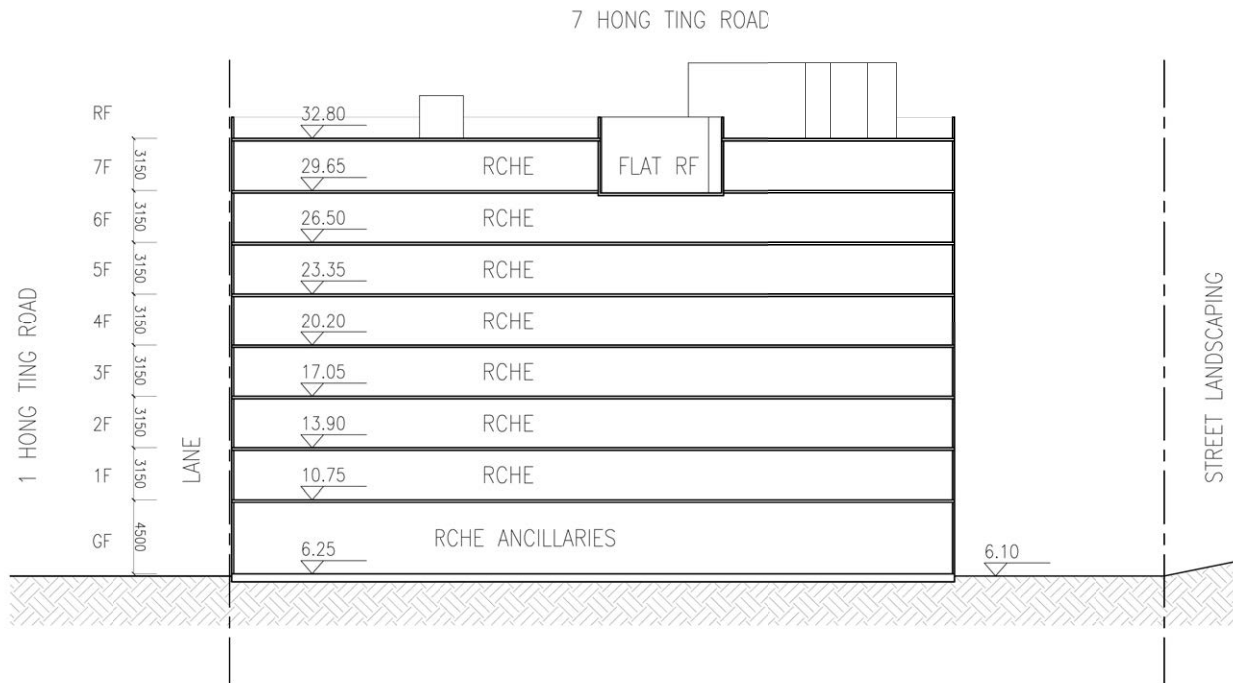 7 HONG TING ROAD
RF
32.80
3150
7F
29.65
RCHE
FLAT RF
3150
6F
26.50
RCHE
3150
5F
23.35
RCHE
3150
4F
20.20
RCHE
3150
3F
17.05
RCHE
3150
2F
13.90
RCHE
3150
1F
10.75
RCHE
4500
GF
6.25
RCHE ANCILLARIES
6.10
1 HONG TING ROAD
LANE
STREET LANDSCAPING